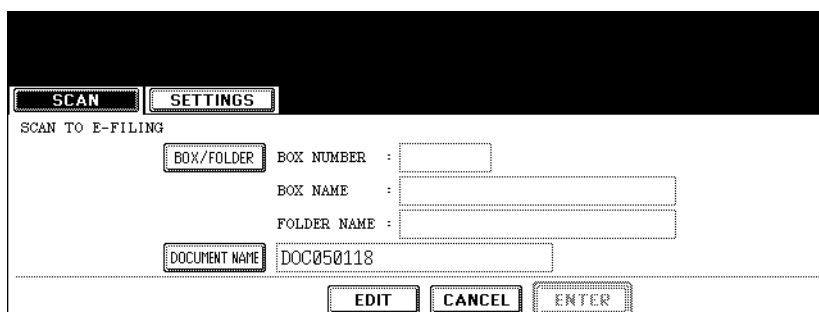 SCAN SETTINGS
SCAN TO E-FILING
BOX/FOLDER BOX NUMBER :
BOX NAME :
FOLDER NAME :
DOCUMENT NAME DOC050118
EDIT CANCEL ENTER